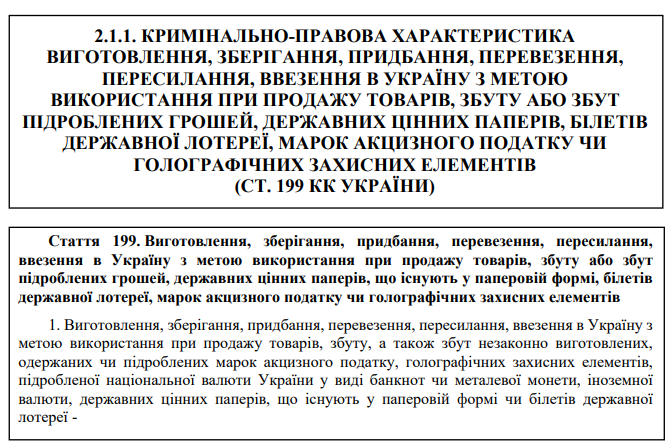 2.1.1. КРИМІНАЛЬНО-ПРАВОВА ХАРАКТЕРИСТИКА
ВИГОТОВЛЕННЯ, ЗБЕРІГАННЯ, ПРИДБАННЯ, ПЕРЕВЕЗЕННЯ,
ПЕРЕСИЛАННЯ, ВВЕЗЕННЯ В УКРАЇНУ З МЕТОЮ
ВИКОРИСТАННЯ ПРИ ПРОДАЖУ ТОВАРІВ, ЗБУТУ АБО ЗБУТ
ПІДРОБЛЕНИХ ГРОШЕЙ, ДЕРЖАВНИХ ЦІННИХ ПАПЕРІВ, БІЛЕТІВ
ДЕРЖАВНОЇ ЛОТЕРЕЇ, МАРОК АКЦИЗНОГО ПОДАТКУ ЧИ
ГОЛОГРАФІЧНИХ ЗАХИСНИХ ЕЛЕМЕНТІВ
(СТ. 199 КК УКРАЇНИ)
Стаття 199. Виготовлення, зберігання, придбання, перевезення, пересилання,
ввезення в Україну з метою використання при продажу товарів, збуту або збут
підроблених грошей, державних цінних паперів, що існують у паперовій формі, білетів
державної лотереї, марок акцизного податку чи голографічних захисних елементів
1. Виготовлення, зберігання, придбання, перевезення, пересилання, ввезення в Україну з
метою використання при продажу товарів, збуту, а також збут незаконно виготовлених,
одержаних чи підроблених марок акцизного податку, голографічних захисних елементів,
підробленої національної валюти України у виді банкнот чи металевої монети, іноземної
валюти, державних цінних паперів, що існують у паперовій формі чи білетів державної
лотереї -